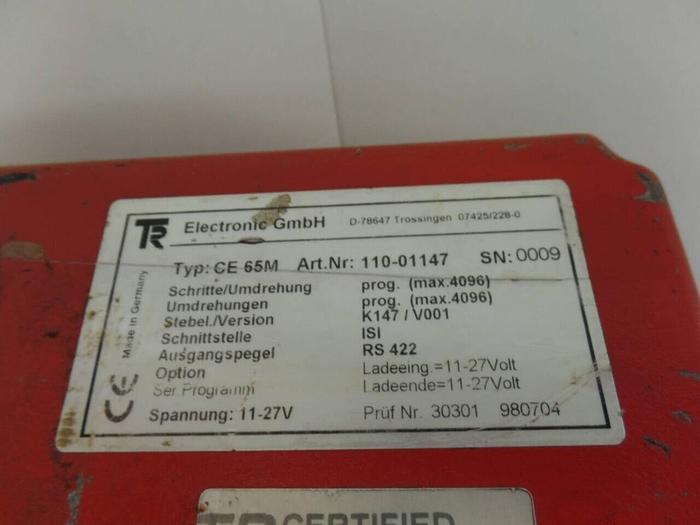 TR Electronic GmbH D-78647 Trossingen 07425/228-0
Typ: CE 65M Art.Nr: 110-01147 SN: 0009
Schritte/Umdrehung prog. (max.4096)
Umdrehungen prog. (max.4096)
Stebel./Version K147 / V001
Schnittstelle ISI
Ausgangspegel RS 422
Option Ladeeing.=11-27Volt
Ser.Programm Ladeende=11-27Volt
Spannung: 11-27V Prüf Nr. 30301 980704
Made in Germany
CE
CERTIFIED